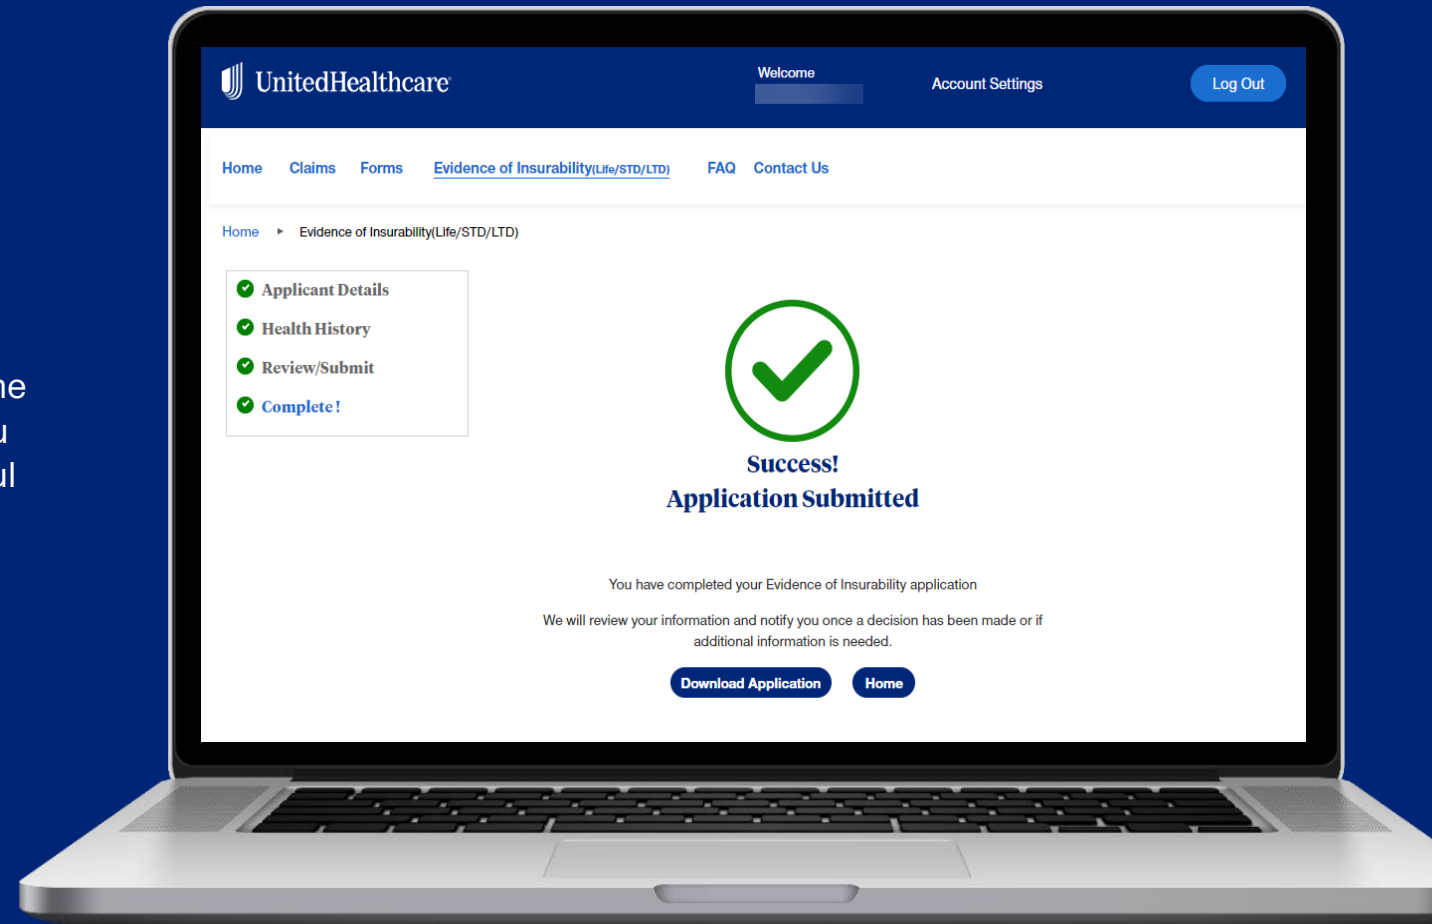 UnitedHealthcare
Welcome
Account Settings
Log Out
Home Claims Forms Evidence of Insurability(Life/STD/LTD) FAQ Contact Us
Home ▸ Evidence of Insurability(Life/STD/LTD)
Applicant Details
Health History
Review/Submit
Complete !
Success!
Application Submitted
You have completed your Evidence of Insurability application
We will review your information and notify you once a decision has been made or if
additional information is needed.
Download Application Home